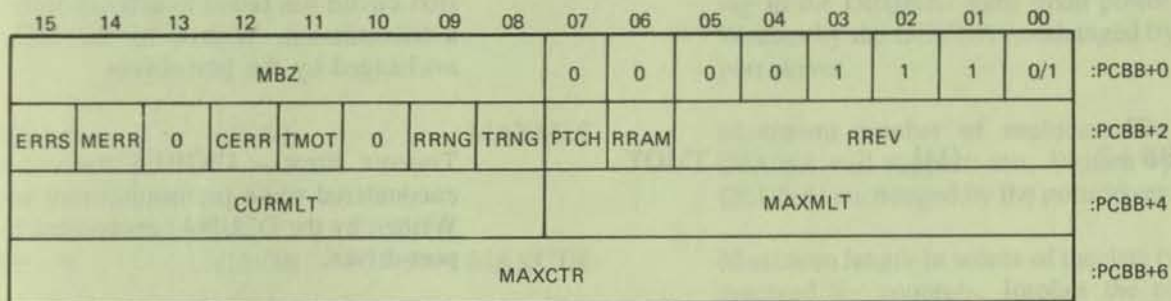 15 14 13 12 11 10 09 08 07 06 05 04 03 02 01 00
MBZ 0 0 0 0 1 1 1 0/1 :PCBB+0
ERRS MERR 0 CERR TMOT 0 RRNG TRNG PTCH RRAM RREV :PCBB+2
CURMLT MAXMLT :PCBB+4
MAXCTR :PCBB+6